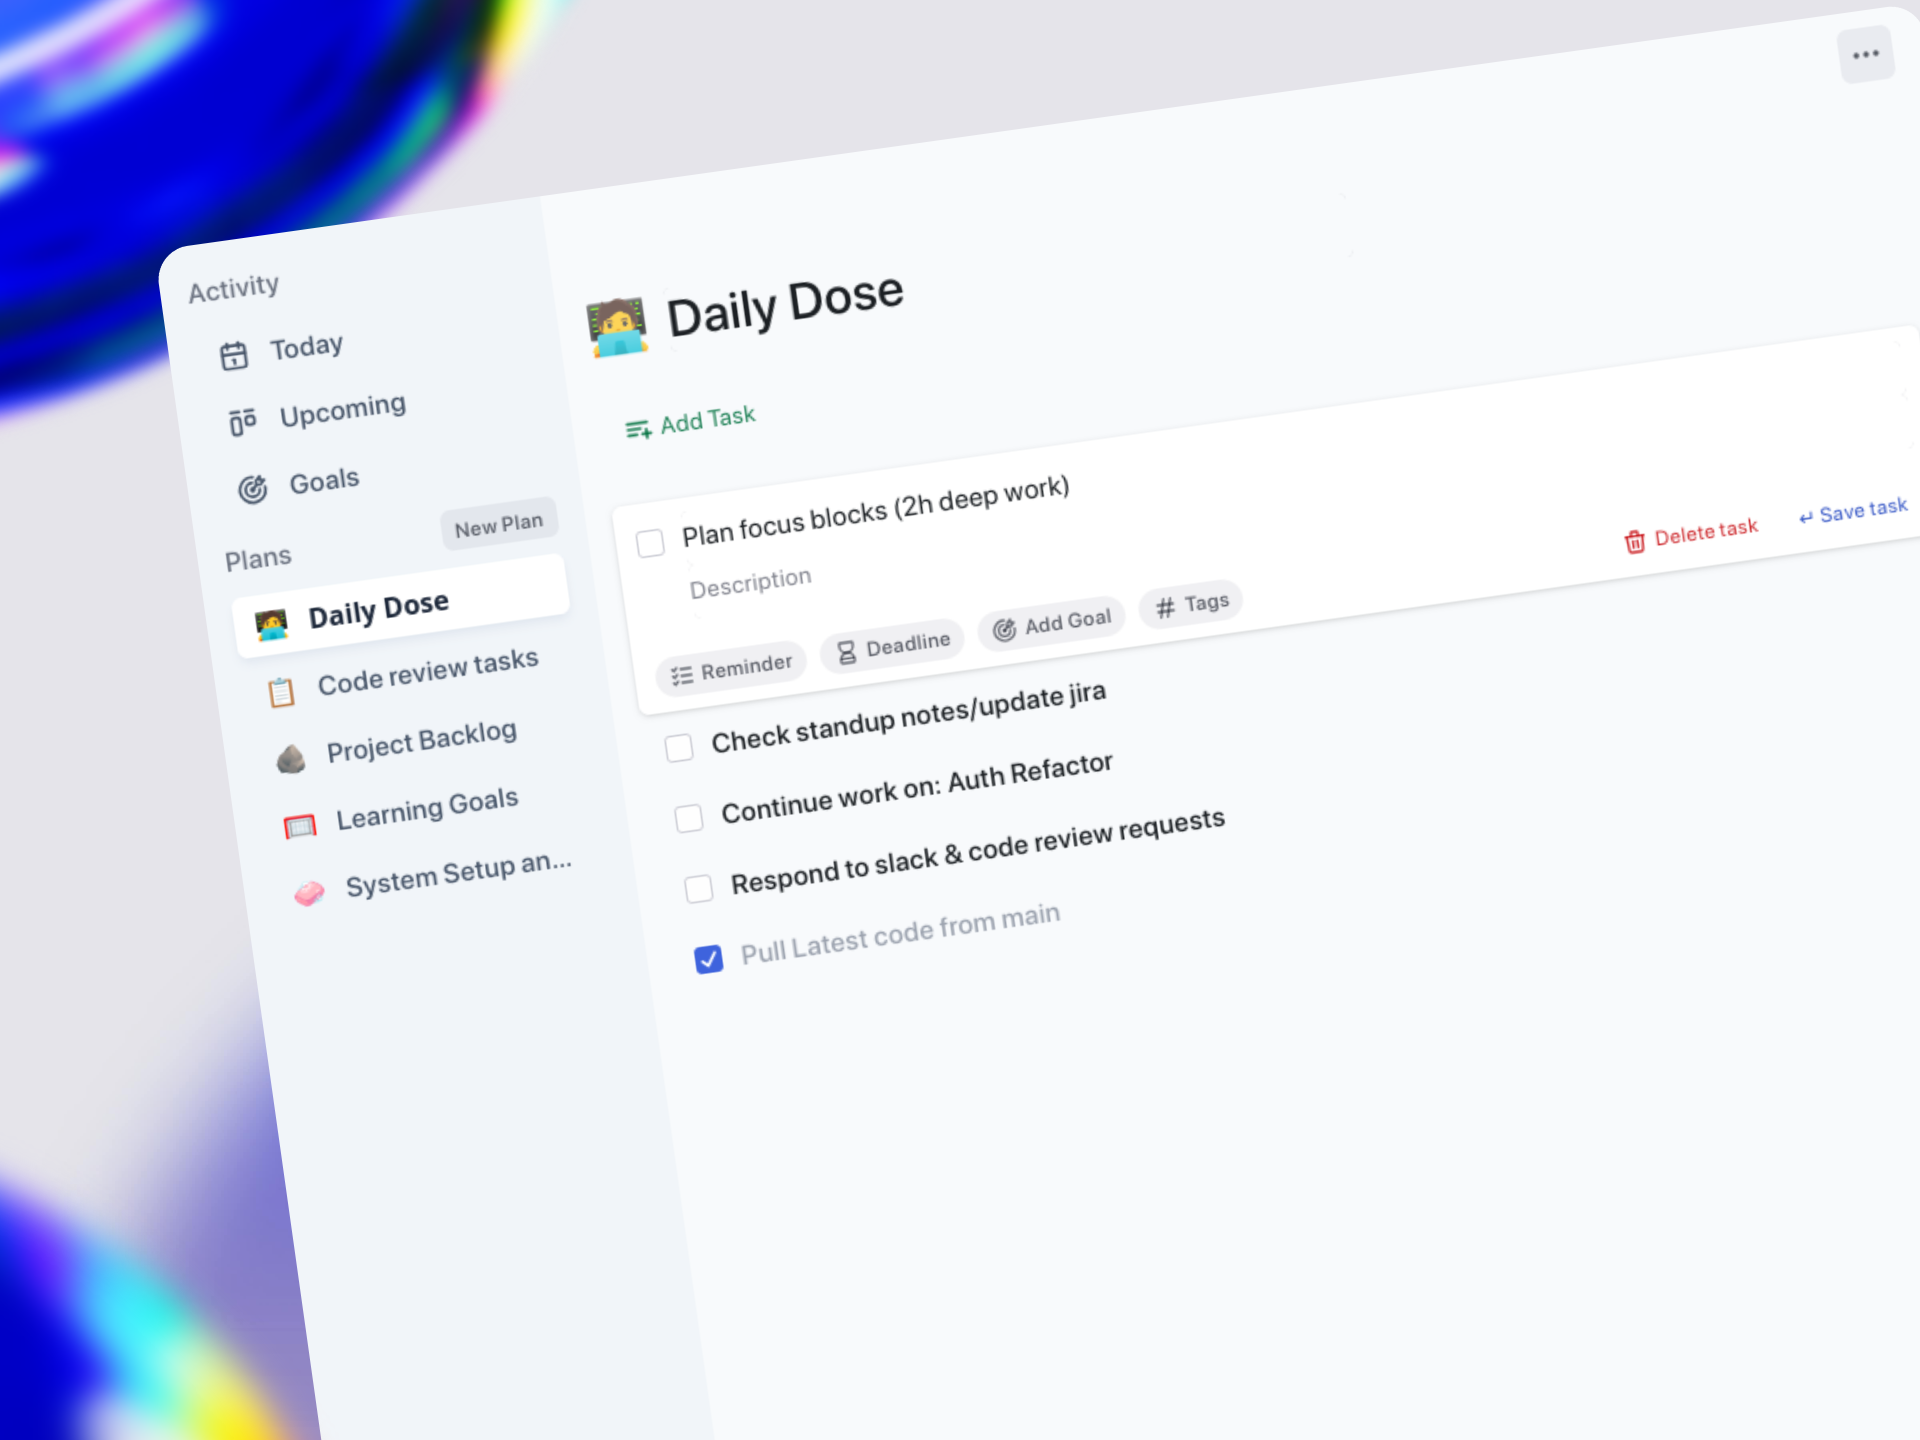 Activity
Today
Upcoming
Goals
Plans
New Plan
Daily Dose
Code review tasks
Project Backlog
Learning Goals
System Setup an...
Daily Dose
Add Task
Plan focus blocks (2h deep work)
Description
Reminder
Deadline
Add Goal
Tags
Delete task
Save task
Check standup notes/update jira
Continue work on: Auth Refactor
Respond to slack & code review requests
Pull Latest code from main